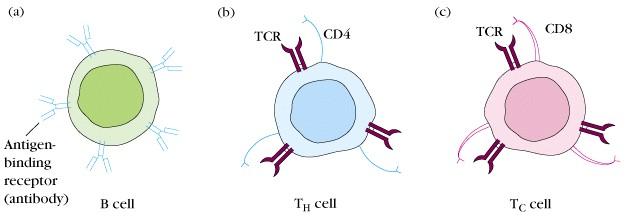 (a)
Antigen-
binding
receptor
(antibody)
B cell
(b)
TCR
CD4
TH cell
(c)
TCR
CD8
TC cell